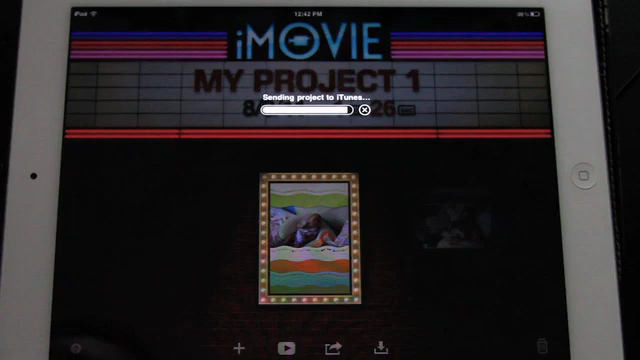 iPad
12:42 PM
iMOVIE
MY PROJECT 1
Sending project to iTunes...